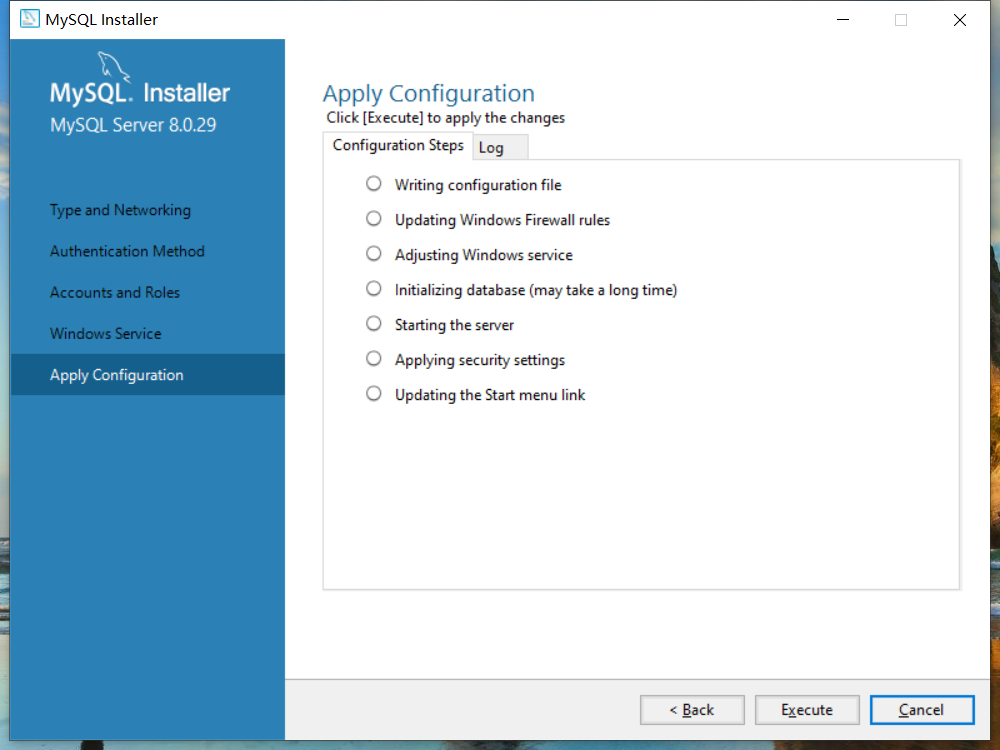 MySQL Installer
MySQL. Installer
MySQL Server 8.0.29
Type and Networking
Authentication Method
Accounts and Roles
Windows Service
Apply Configuration
Apply Configuration
Click [Execute] to apply the changes
Configuration Steps
Log
Writing configuration file
Updating Windows Firewall rules
Adjusting Windows service
Initializing database (may take a long time)
Starting the server
Applying security settings
Updating the Start menu link
< Back
Execute
Cancel